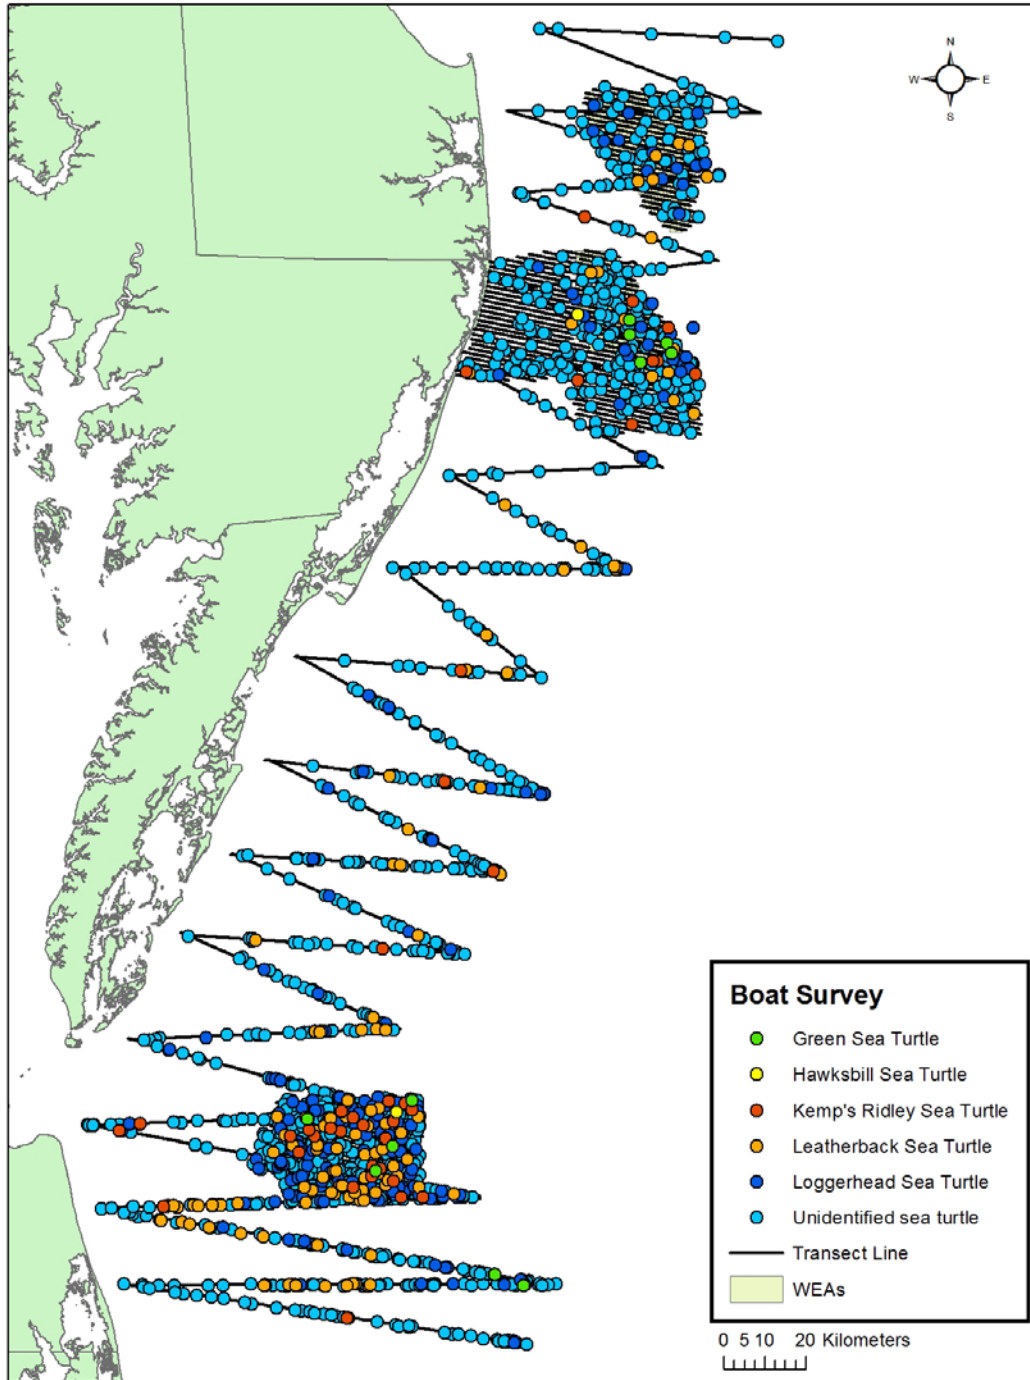 N
W E
S
Boat Survey
Green Sea Turtle
Hawksbill Sea Turtle
Kemp's Ridley Sea Turtle
Leatherback Sea Turtle
Loggerhead Sea Turtle
Unidentified sea turtle
Transect Line
WEAs
0 5 10 20 Kilometers